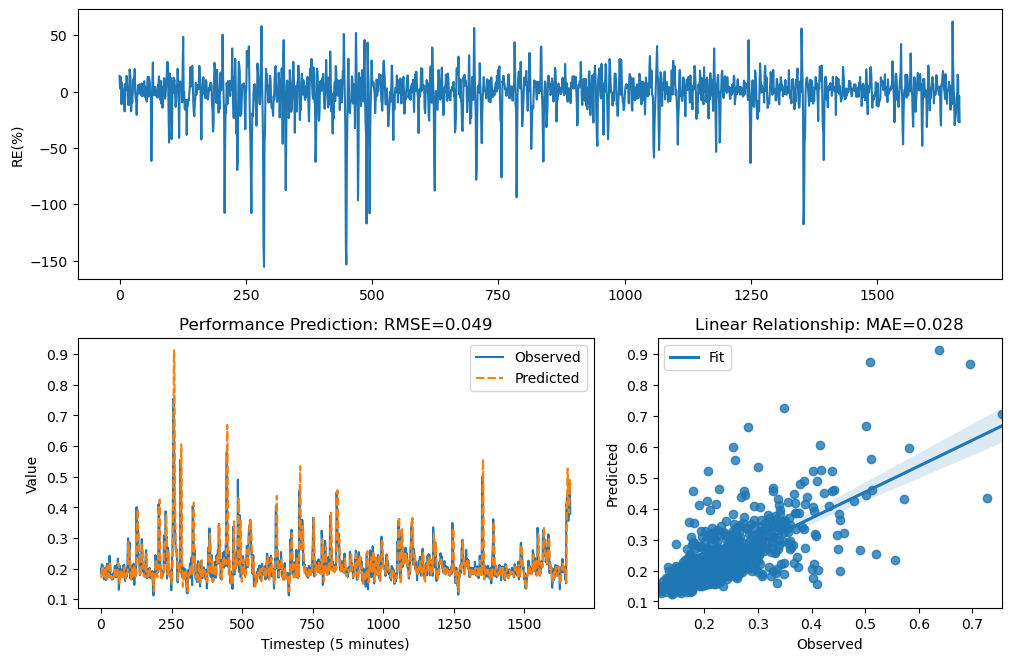 50
0
−50
−100
−150
RE(%)
0 250 500 750 1000 1250 1500
Performance Prediction: RMSE=0.049
Observed
Predicted
0.9
0.8
0.7
0.6
0.5
0.4
0.3
0.2
0.1
Value
0 250 500 750 1000 1250 1500
Timestep (5 minutes)
Linear Relationship: MAE=0.028
Fit
0.9
0.8
0.7
0.6
0.5
0.4
0.3
0.2
0.1
Predicted
0.2 0.3 0.4 0.5 0.6 0.7
Observed